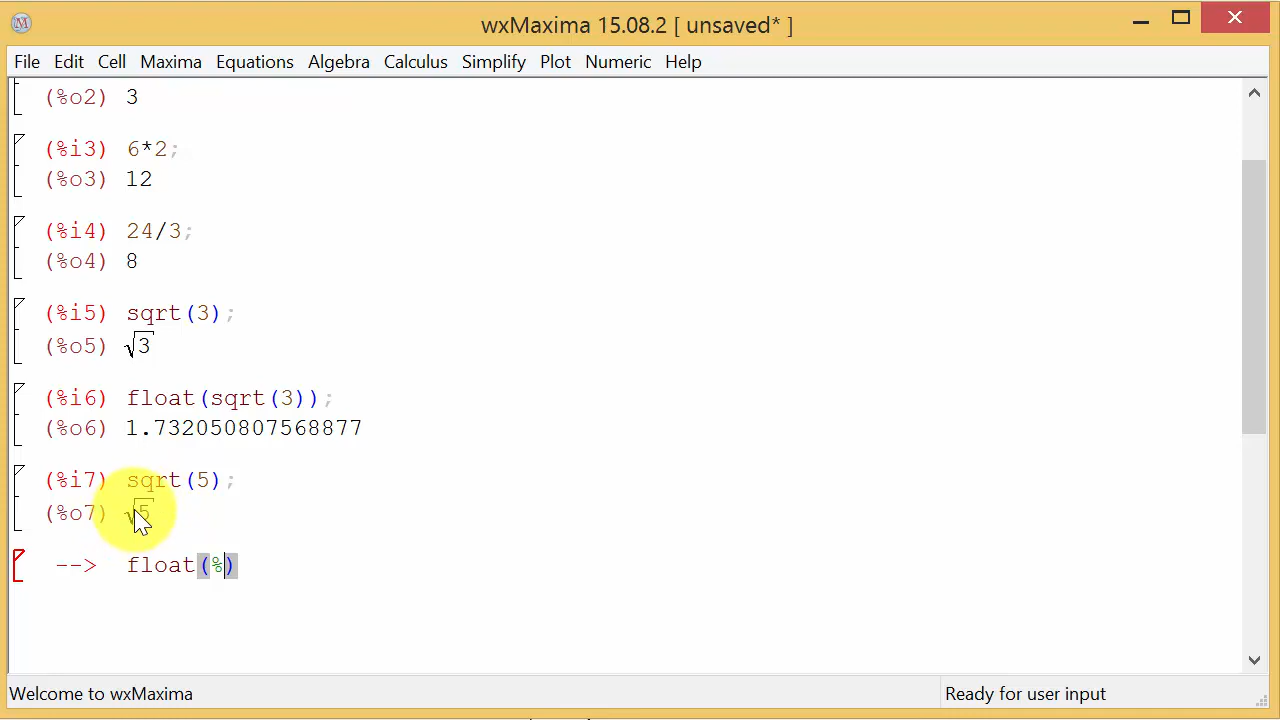 wxMaxima 15.08.2 [ unsaved* ]
File Edit Cell Maxima Equations Algebra Calculus Simplify Plot Numeric Help
(%o2) 3
(%i3) 6*2;
(%o3) 12
(%i4) 24/3;
(%o4) 8
(%i5) sqrt(3);
(%o5) √3
(%i6) float(sqrt(3));
(%o6) 1.732050807568877
(%i7) sqrt(5);
(%o7) √5
--> float(%)
Welcome to wxMaxima Ready for user input